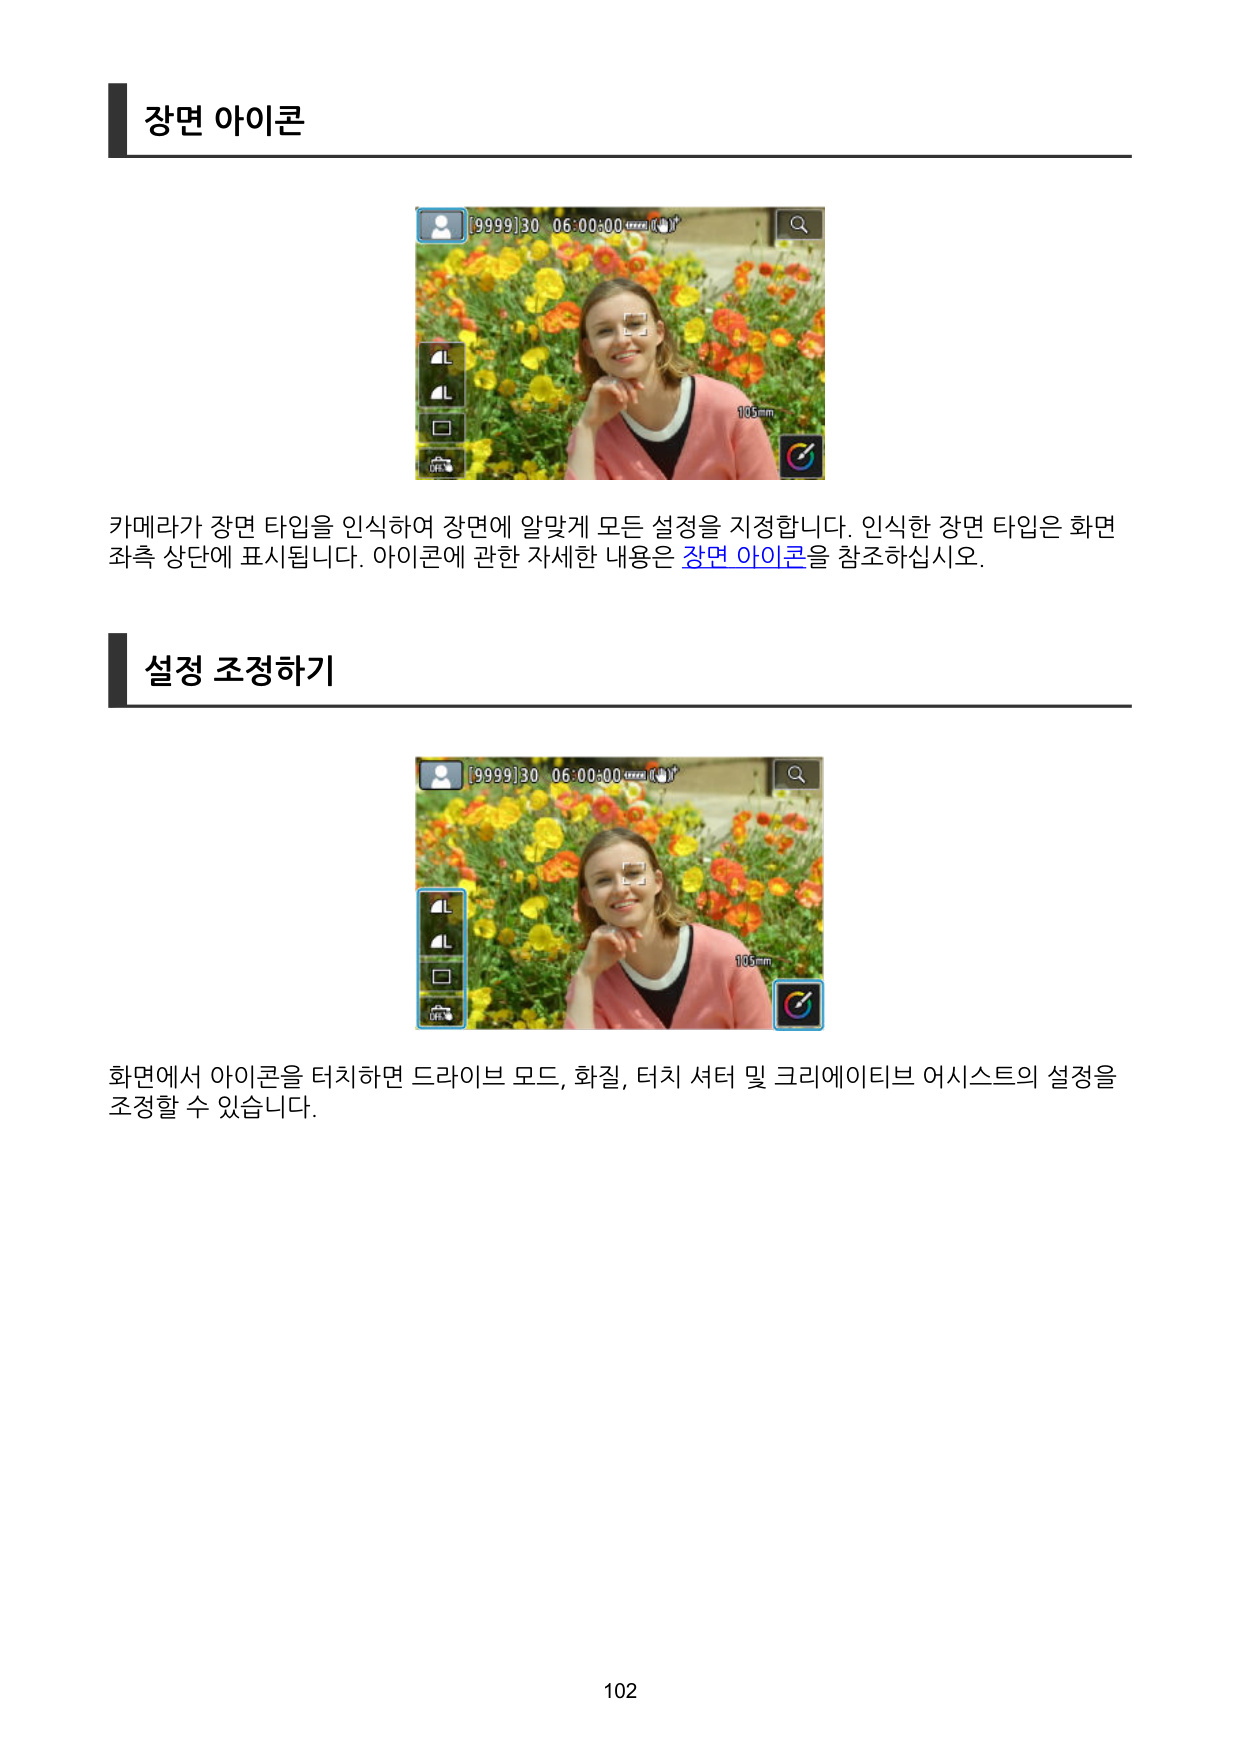 장면 아이콘
[9999]30 06:00:00
L
L
105mm
OFF
카메라가 장면 타입을 인식하여 장면에 알맞게 모든 설정을 지정합니다. 인식한 장면 타입은 화면
좌측 상단에 표시됩니다. 아이콘에 관한 자세한 내용은 장면 아이콘을 참조하십시오.
설정 조정하기
[9999]30 06:00:00
L
L
105mm
OFF
화면에서 아이콘을 터치하면 드라이브 모드, 화질, 터치 셔터 및 크리에이티브 어시스트의 설정을
조정할 수 있습니다.
102